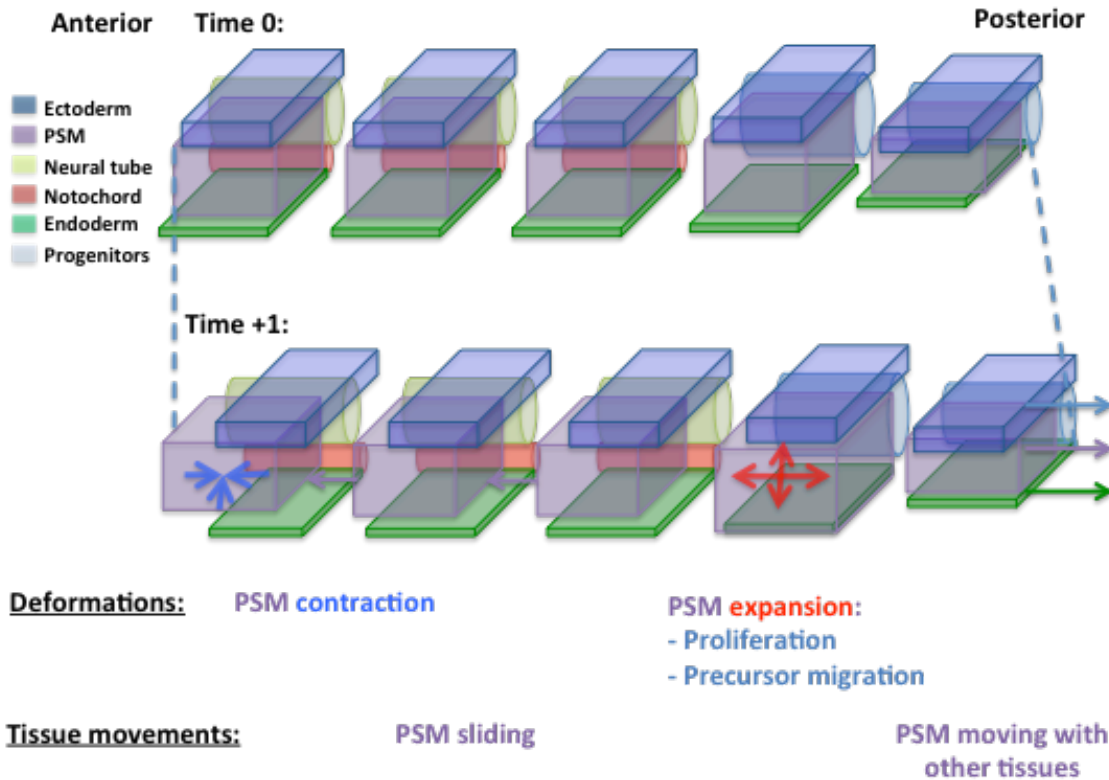 Anterior
Time 0:
Posterior
Ectoderm
PSM
Neural tube
Notochord
Endoderm
Progenitors
Time +1:
Deformations:
PSM contraction
PSM expansion:
- Proliferation
- Precursor migration
Tissue movements:
PSM sliding
PSM moving with
other tissues